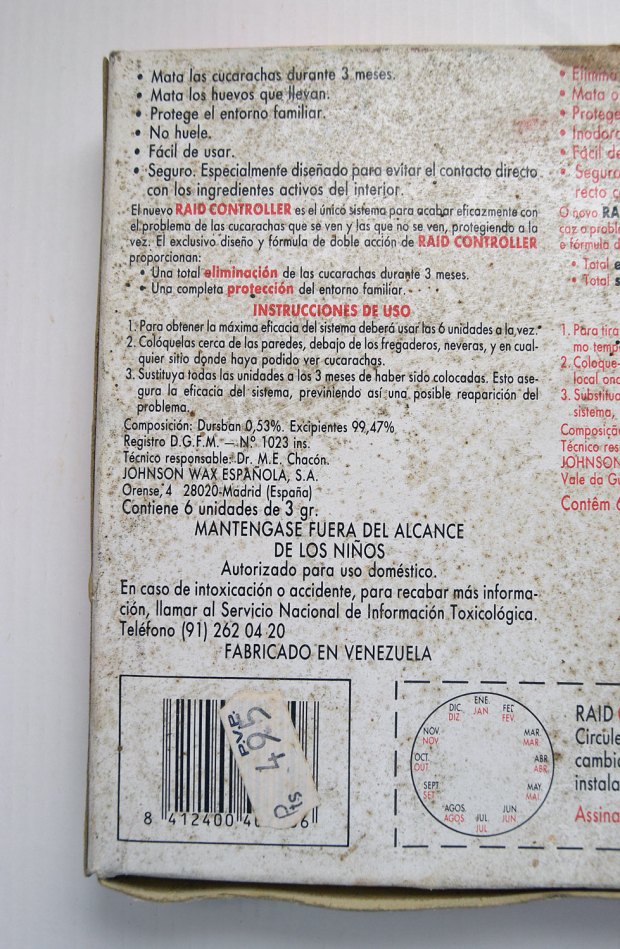 • Mata las cucarachas durante 3 meses.
• Mata los huevos que llevan.
• Protege el entorno familiar.
• No huele.
• Fácil de usar.
• Seguro. Especialmente diseñado para evitar el contacto directo
con los ingredientes activos del interior.
El nuevo RAID CONTROLLER es el único sistema para acabar eficazmente con
el problema de las cucarachas que se ven y las que no se ven, protegiendo a la
vez. El exclusivo diseño y fórmula de doble acción de RAID CONTROLLER
proporcionan:
• Una total eliminación de las cucarachas durante 3 meses.
• Una completa protección del entorno familiar.
INSTRUCCIONES DE USO
1. Para obtener la máxima eficacia del sistema deberá usar las 6 unidades a la vez.
2. Colóquelas cerca de las paredes, debajo de los fregaderos, neveras, y en cual-
quier sitio donde haya podido ver cucarachas.
3. Sustituya todas las unidades a los 3 meses de haber sido colocadas. Esto ase-
gura la eficacia del sistema, previniendo así una posible reaparición del
problema.
Composición: Dursban 0,53%. Excipientes 99,47%
Registro D.G.F.M. – N.º 1023 ins.
Técnico responsable: Dr. M.E. Chacón.
JOHNSON WAX ESPAÑOLA, S.A.
Orense, 4 28020-Madrid (España)
Contiene 6 unidades de 3 gr.
MANTENGASE FUERA DEL ALCANCE
DE LOS NIÑOS
Autorizado para uso doméstico.
En caso de intoxicación o accidente, para recabar más informa-
ción, llamar al Servicio Nacional de Información Toxicológica.
Teléfono (91) 262 04 20
FABRICADO EN VENEZUELA
8 412400 4
6
PVP.
495
Pts
ENE. JAN
FEB. FEV.
MAR. MAR.
ABR. ABR.
MAY. MAI.
JUN JUN
JUL. JUL
AGOS. AGOS.
SEPT SET
OCT. OUT.
NOV NOV
DIC. DIZ
• Mata o
• Protege
• Inodor
• Fácil de
• Seguro
recto c
O novo RA
caz o probl
e fórmula d
• Total e
• Total s
1. Para tira
mo temp
2. Coloque-
local ond
3. Substitua
sistema,
Composiçã
Técnico res
JOHNSON
Vale da Gu
Contêm 6
RAID
Circule
cambia
instala
Assina